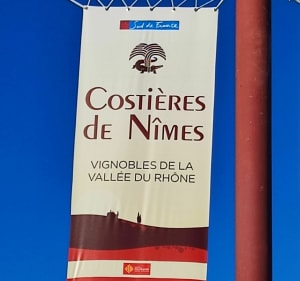 Sud de France
COSTIÈRES
DE NÎMES
VIGNOBLES DE LA
VALLÉE DU RHÔNE